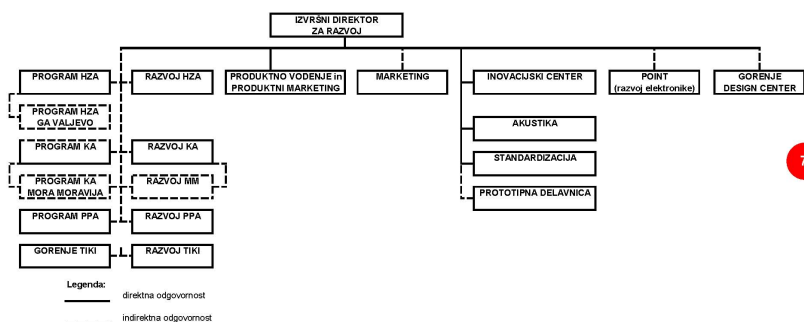 IZVRŠNI DIREKTOR
ZA RAZVOJ
PROGRAM HZA
RAZVOJ HZA
PRODUKTNO VODENJE in
PRODUKTNI MARKETING
MARKETING
INOVACIJSKI CENTER
POINT
(razvoj elektronike)
GORENJE
DESIGN CENTER
PROGRAM HZA
GA VALJEVO
AKUSTIKA
PROGRAM KA
RAZVOJ KA
STANDARDIZACIJA
7
PROGRAM KA
MORA MORAVIJA
RAZVOJ MM
PROTOTIPNA DELAVNICA
PROGRAM PPA
RAZVOJ PPA
GORENJE TIKI
RAZVOJ TIKI
Legenda:
direktna odgovornost
indirektna odgovornost